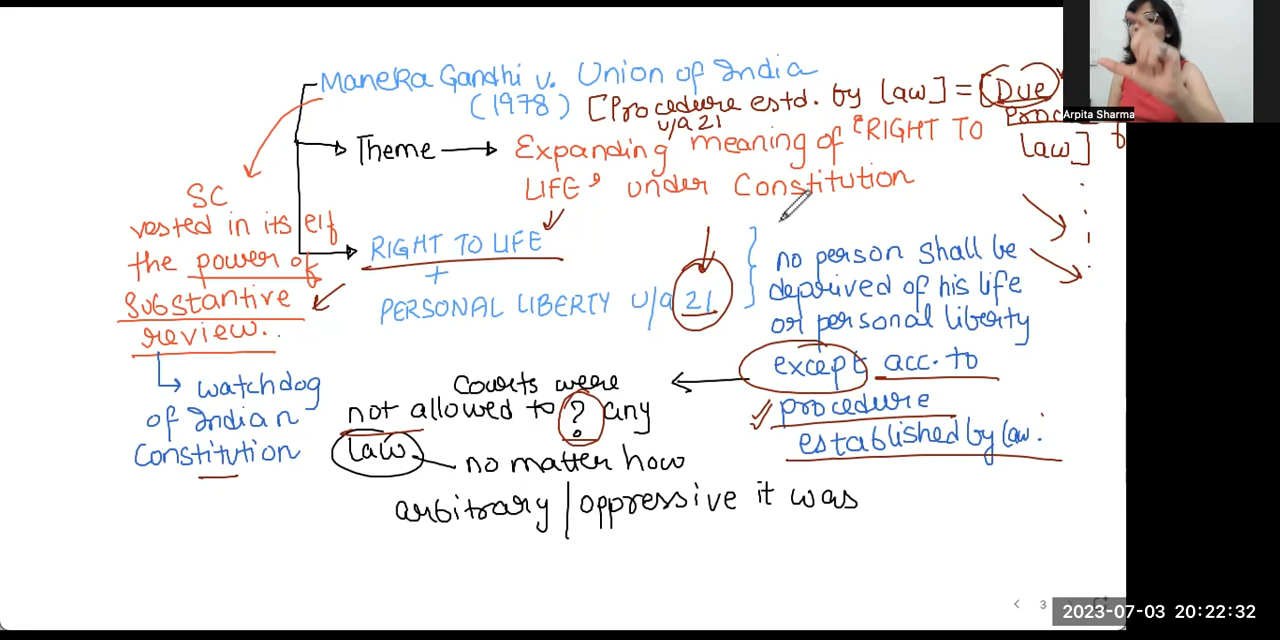 Maneka Gandhi v. Union of India
(1978) [Procedure estd. by law] = [Due
u/a 21
Law]
Theme → Expanding meaning of "RIGHT TO
LIFE" under Constitution
SC
vested in its elf
the power of
Substantive
review..
↳ watchdog
of Indian
Constitution
RIGHT TO LIFE
+
PERSONAL LIBERTY u/a 21
no person shall be
deprived of his life
or personal liberty
except acc. to
procedure
established by law.
Courts were
not allowed to ? any
law
no matter how
arbitrary / oppressive it was
Arpita Sharma
3
2023-07-03 20:22:32